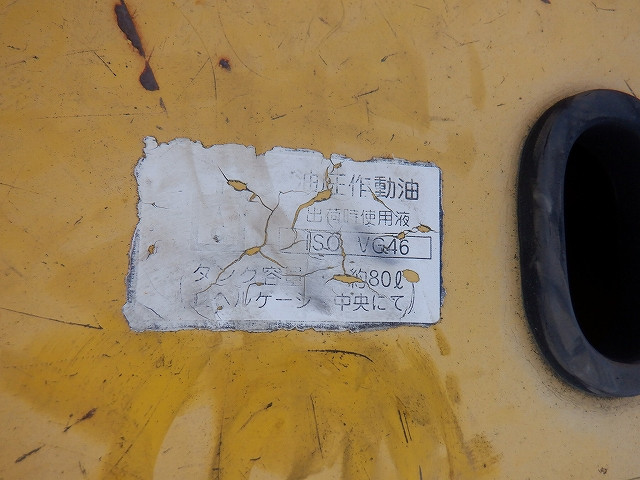 油圧作動油
出荷時使用液
ISO VG46
タンク容量 約80ℓ
(レベルゲージ 中央にて)